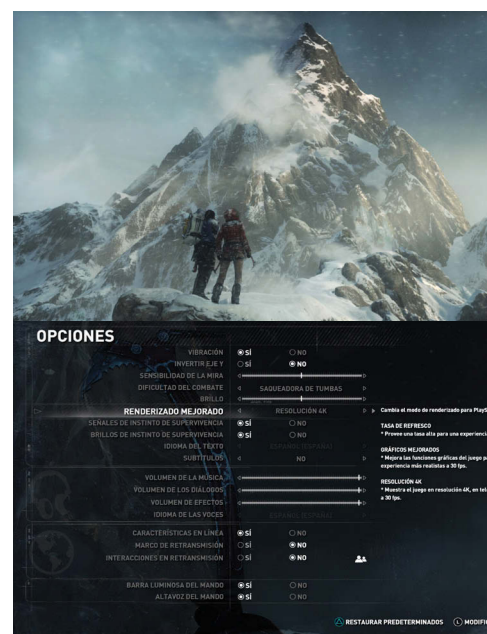 OPCIONES
VIBRACIÓN SÍ NO
INVERTIR EJE Y SÍ NO
SENSIBILIDAD DE LA MIRA
DIFICULTAD DEL COMBATE SAQUEADORA DE TUMBAS
BRILLO
RENDERIZADO MEJORADO RESOLUCIÓN 4K Cambia el modo de renderizado para PlayS
SEÑALES DE INSTINTO DE SUPERVIVENCIA SÍ NO TASA DE REFRESCO
BRILLOS DE INSTINTO DE SUPERVIVENCIA SÍ NO * Provee una tasa alta para una experienci
IDIOMA DEL TEXTO ESPAÑOL (ESPAÑA)
GRÁFICOS MEJORADOS
SUBTÍTULOS NO * Mejora las funciones gráficas del juego pa
experiencia más realistas a 30 fps.
VOLUMEN DE LA MÚSICA RESOLUCIÓN 4K
VOLUMEN DE LOS DIÁLOGOS * Muestra el juego en resolución 4K, en tel
a 30 fps.
VOLUMEN DE EFECTOS
IDIOMA DE LAS VOCES ESPAÑOL (ESPAÑA)
CARACTERÍSTICAS EN LÍNEA SÍ NO
MARCO DE RETRANSMISIÓN SÍ NO
INTERACCIONES EN RETRANSMISIÓN SÍ NO
BARRA LUMINOSA DEL MANDO SÍ NO
ALTAVOZ DEL MANDO SÍ NO
RESTAURAR PREDETERMINADOS L MODIFI